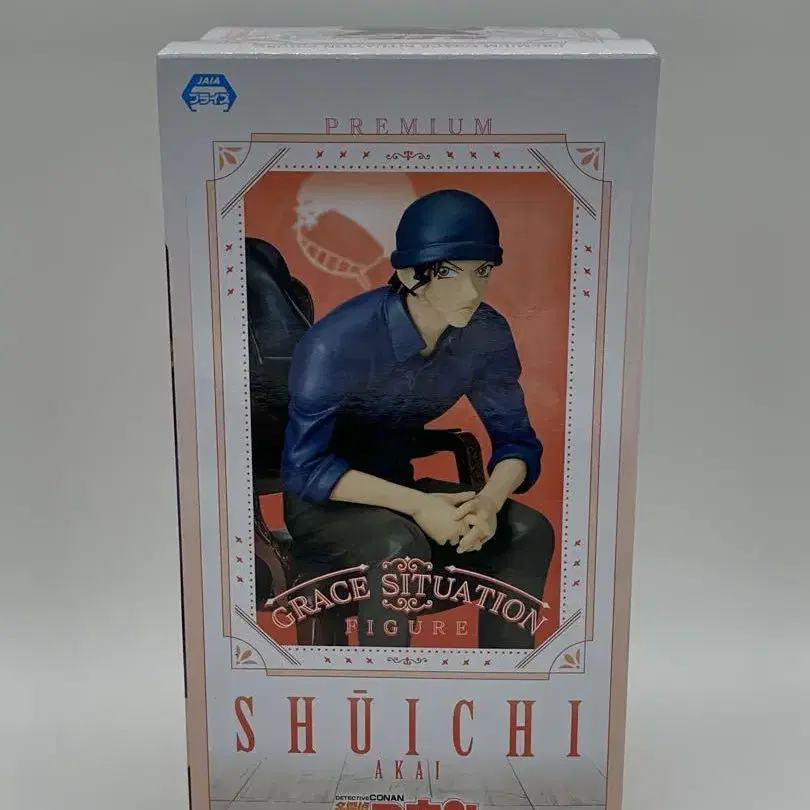 JAIA
プライズ
PREMIUM
GRACE SITUATION
FIGURE
SHŪICHI
AKAI
DETECTIVE CONAN